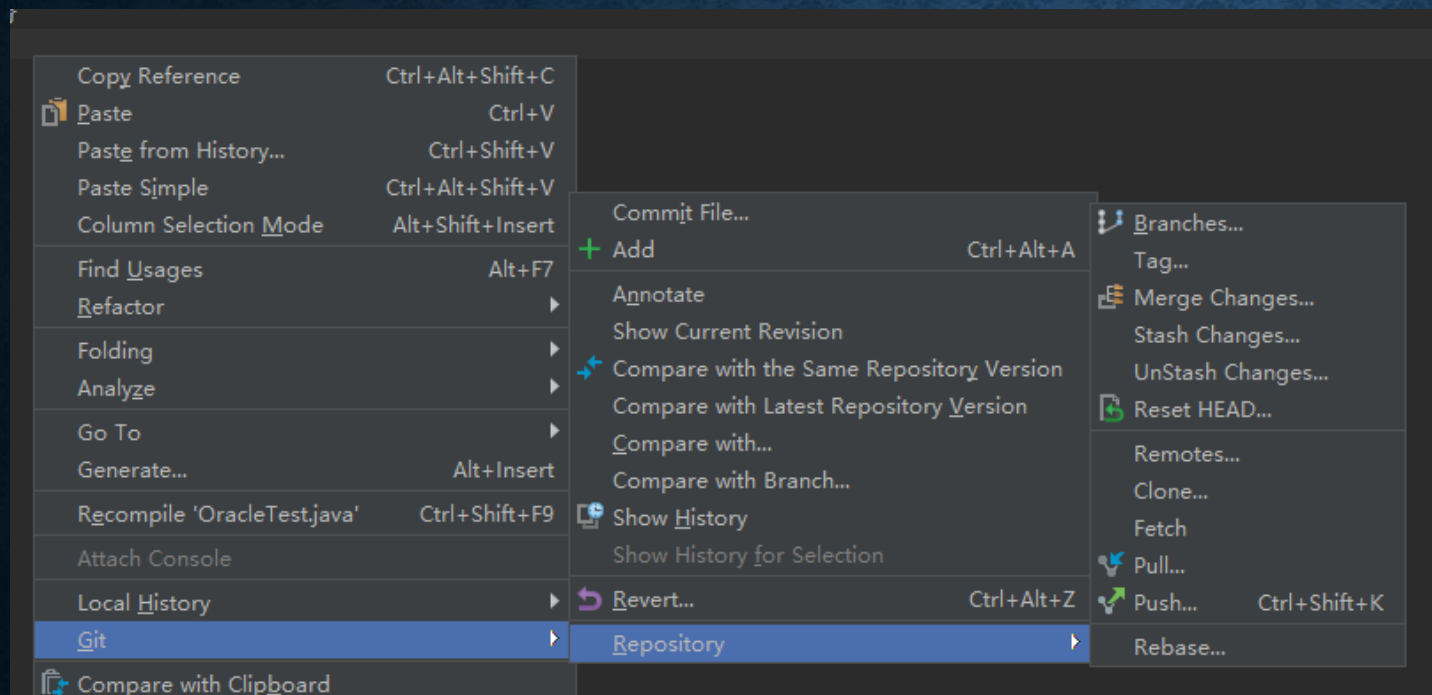 Copy Reference Ctrl+Alt+Shift+C
Paste Ctrl+V
Paste from History... Ctrl+Shift+V
Paste Simple Ctrl+Alt+Shift+V
Column Selection Mode Alt+Shift+Insert
Find Usages Alt+F7
Refactor
Folding
Analyze
Go To
Generate... Alt+Insert
Recompile 'OracleTest.java' Ctrl+Shift+F9
Attach Console
Local History
Git
Compare with Clipboard
Commit File...
Add Ctrl+Alt+A
Annotate
Show Current Revision
Compare with the Same Repository Version
Compare with Latest Repository Version
Compare with...
Compare with Branch...
Show History
Show History for Selection
Revert... Ctrl+Alt+Z
Repository
Branches...
Tag...
Merge Changes...
Stash Changes...
UnStash Changes...
Reset HEAD...
Remotes...
Clone...
Fetch
Pull...
Push... Ctrl+Shift+K
Rebase...